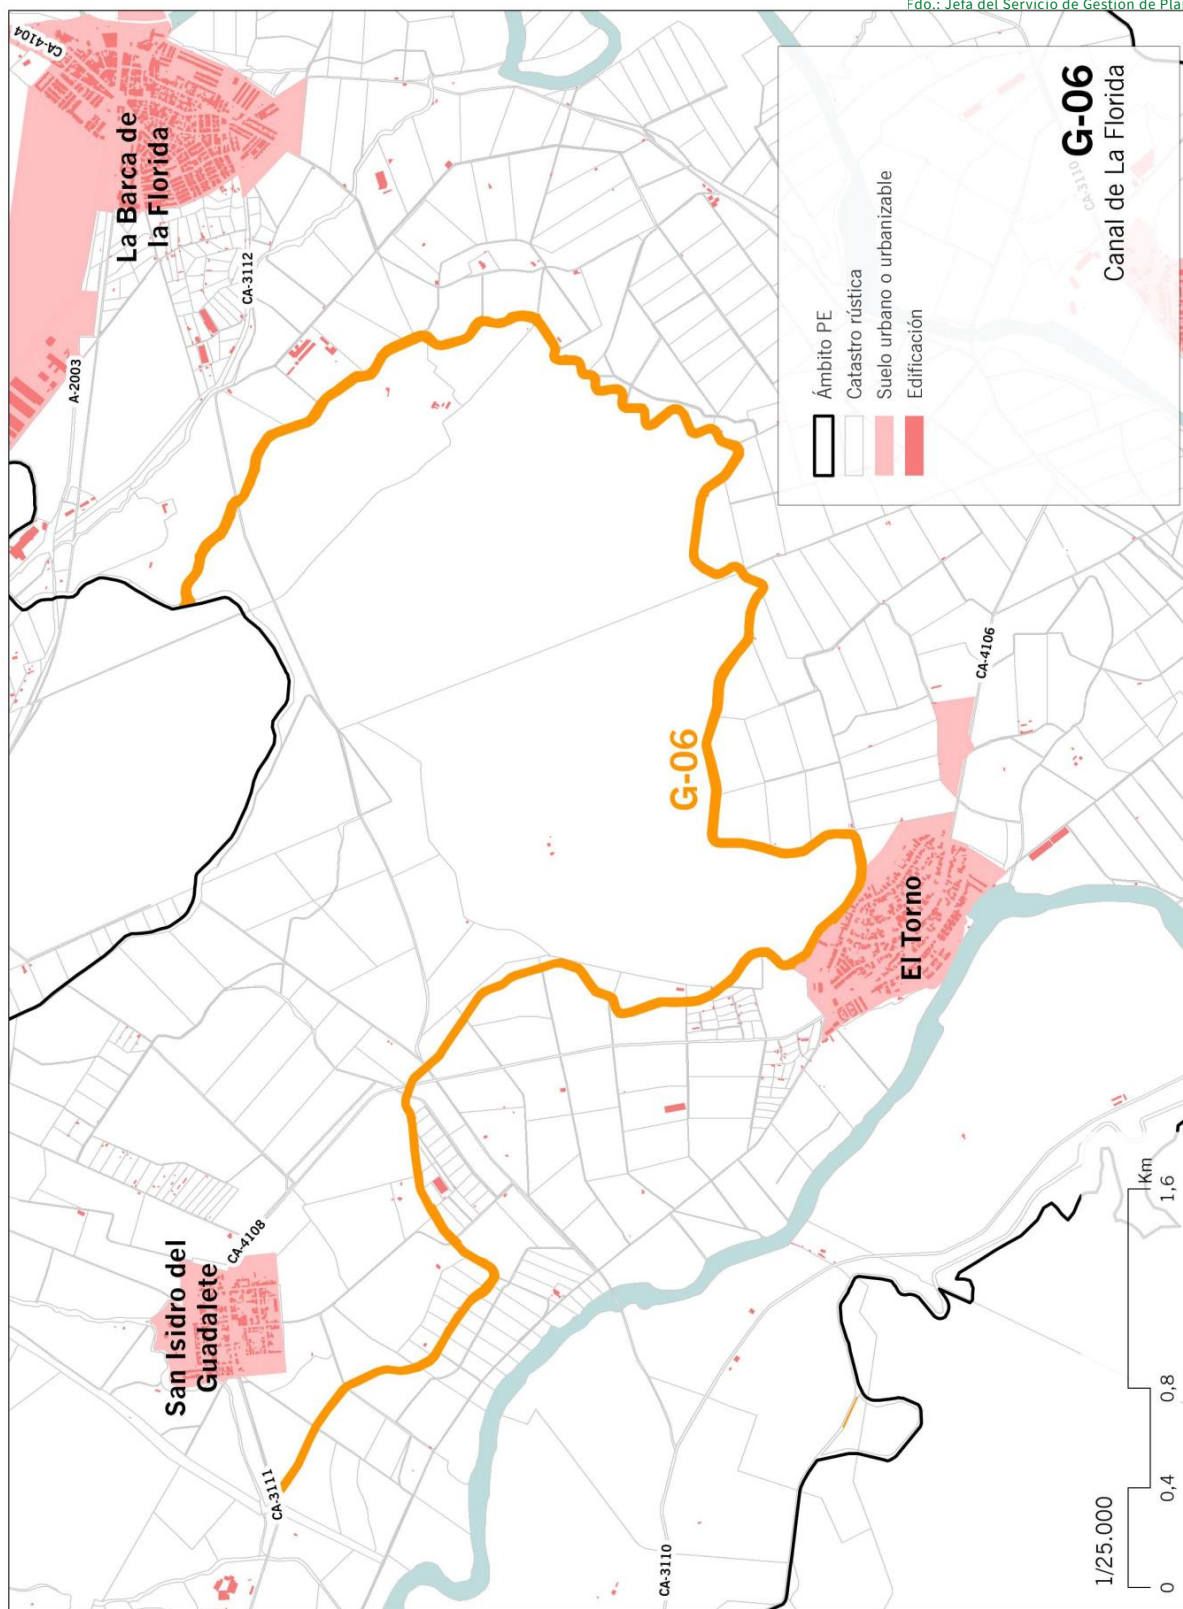 Fdo.: Jefa del Servicio de Gestión de Pla
CA-4104
La Barca de
la Florida
A-2003
CA-3112
San Isidro del
Guadalete
CA-4108
CA-3111
G-06
El Torno
CA-4106
CA-3110
1/25.000
0
0,4
0,8
1,6
Km
G-06
Canal de La Florida
CA-3110
Ámbito PE
Catastro rústica
Suelo urbano o urbanizable
Edificación